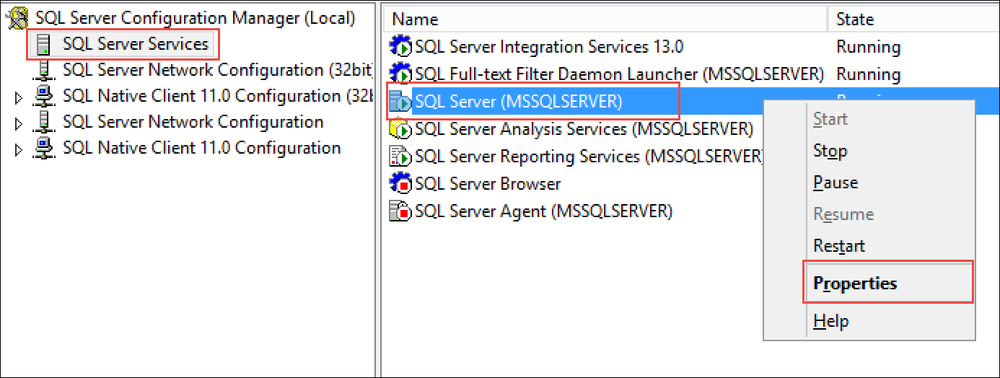 SQL Server Configuration Manager (Local)
SQL Server Services
SQL Server Network Configuration (32bit)
SQL Native Client 11.0 Configuration (32b
SQL Server Network Configuration
SQL Native Client 11.0 Configuration
Name State
SQL Server Integration Services 13.0 Running
SQL Full-text Filter Daemon Launcher (MSSQLSERVER) Running
SQL Server (MSSQLSERVER)
SQL Server Analysis Services (MSSQLSERVER)
SQL Server Reporting Services (MSSQLSERVER)
SQL Server Browser
SQL Server Agent (MSSQLSERVER)
Start
Stop
Pause
Resume
Restart
Properties
Help